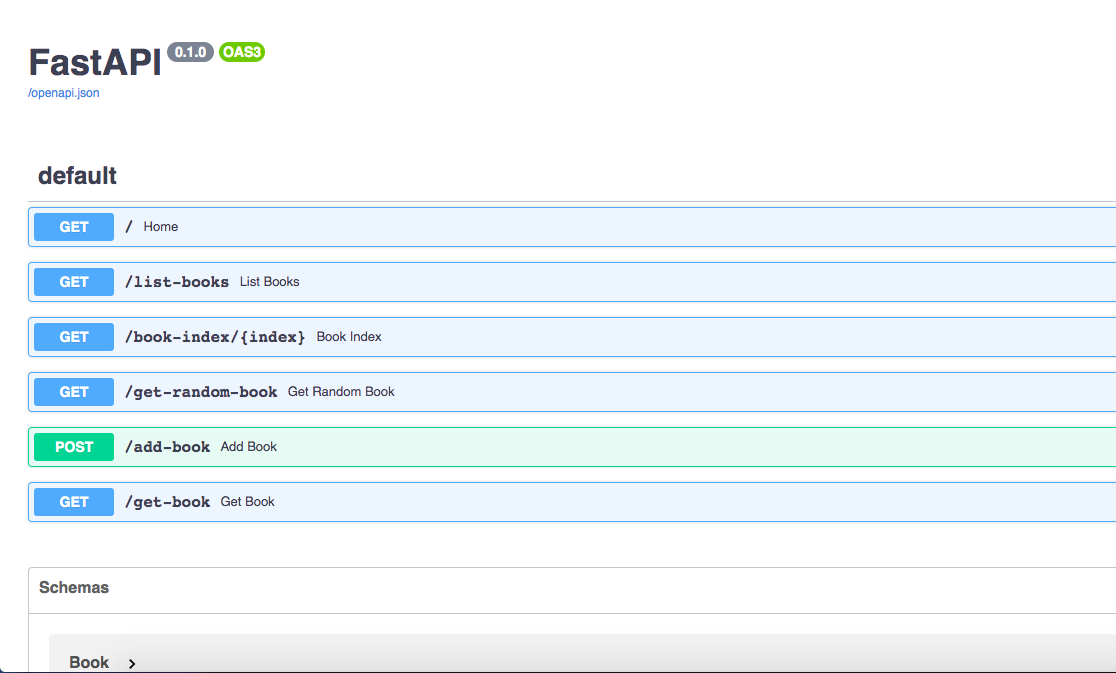 FastAPI 0.1.0 OAS3
/openapi.json
default
GET / Home
GET /list-books List Books
GET /book-index/{index} Book Index
GET /get-random-book Get Random Book
POST /add-book Add Book
GET /get-book Get Book
Schemas
Book